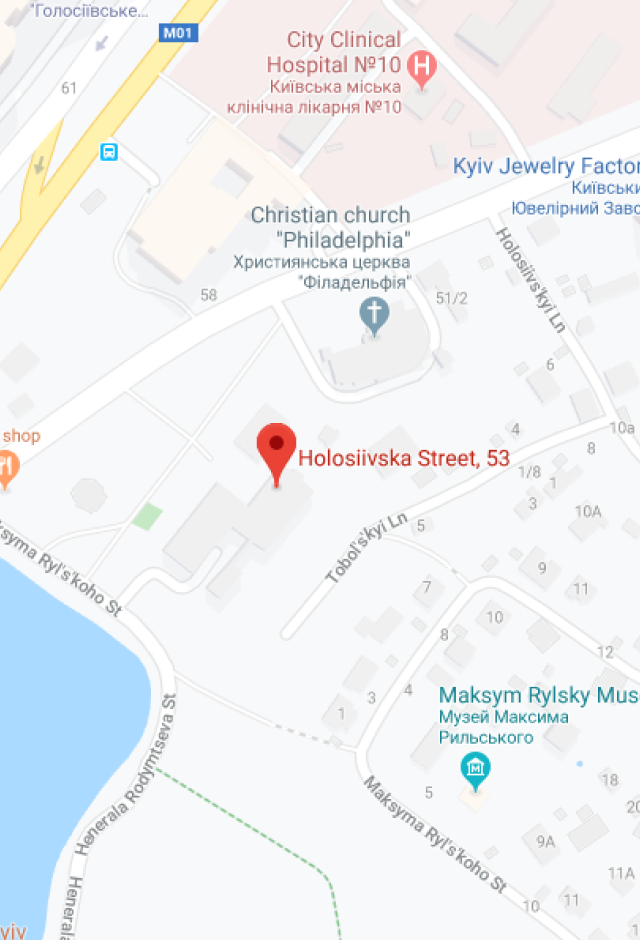 "Голосіївське...
M01
City Clinical
Hospital №10
Київська міська
клінічна лікарня №10
61
Kyiv Jewelry Factor
Київськи
Ювелірний Заво
Christian church
"Philadelphia"
Християнська церква
"Філадельфія"
Holosiivs'kyi Ln
58
51/2
6
shop
4
10a
8
Holosiivska Street, 53
1/8
1
3
10A
Tobol's'kyi Ln
5
ksyma Ryl's'koho St
9
7
11
10
8
12
3
4
1
Maksym Rylsky Mus
Музей Максима
Рильського
Henerala Rodymtseva St
5
18
20
Maksyma Ryl's'koho St
9A
11A
10
11
1
Henerala
yiv